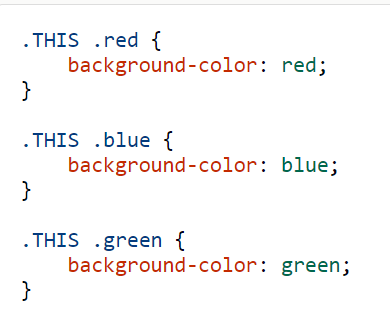 .THIS .red {
    background-color: red;
}

.THIS .blue {
    background-color: blue;
}

.THIS .green {
    background-color: green;
}